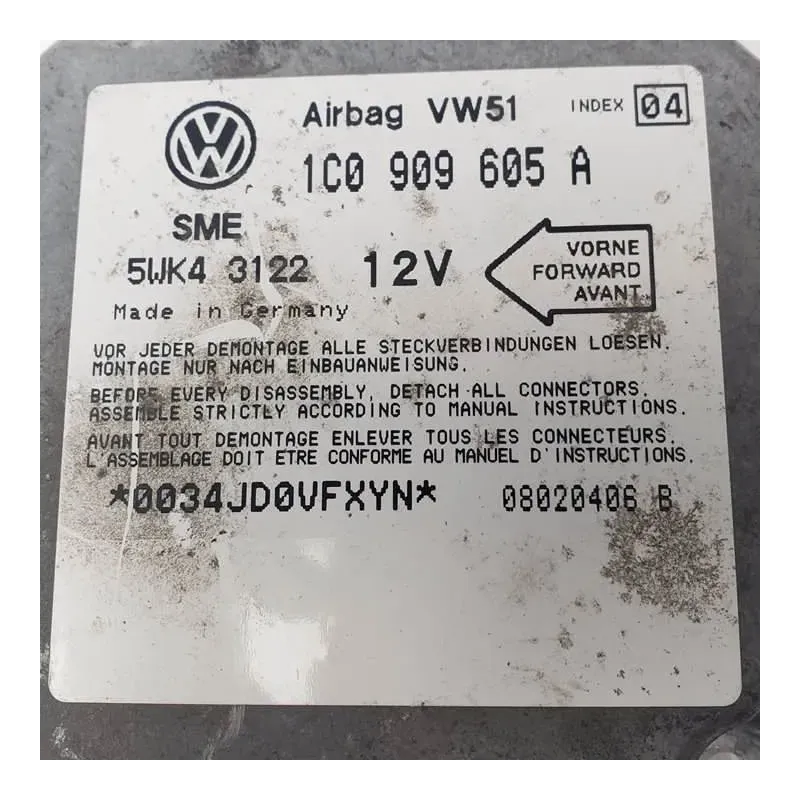 Airbag VW51 INDEX 04
1C0 909 605 A
SME
5WK4 3122 12V
VORNE
FORWARD
AVANT
Made in Germany
VOR JEDER DEMONTAGE ALLE STECKVERBINDUNGEN LOESEN.
MONTAGE NUR NACH EINBAUANWEISUNG.
BEFORE EVERY DISASSEMBLY, DETACH ALL CONNECTORS.
ASSEMBLE STRICTLY ACCORDING TO MANUAL INSTRUCTIONS.
AVANT TOUT DEMONTAGE ENLEVER TOUS LES CONNECTEURS.
L'ASSEMBLAGE DOIT ETRE CONFORME AU MANUEL D'INSTRUCTIONS.
*0034JD0VFXYN* 08020406 B